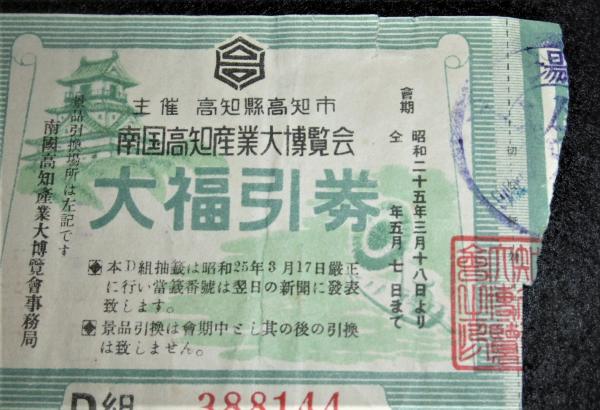 主催 高知縣高知市
南国高知産業大博覧会
大福引券
會期 昭和二十五年三月十八日より
仝 年五月七日まで
◆本D組抽籤は昭和25年3月17日嚴正
に行い當籤番號は翌日の新聞に發表
致します。
◆景品引換は會期中とし其の後の引換
は致しません。
景品引換場所は左記です
南國高知産業大博覽會事務局
D組 388144